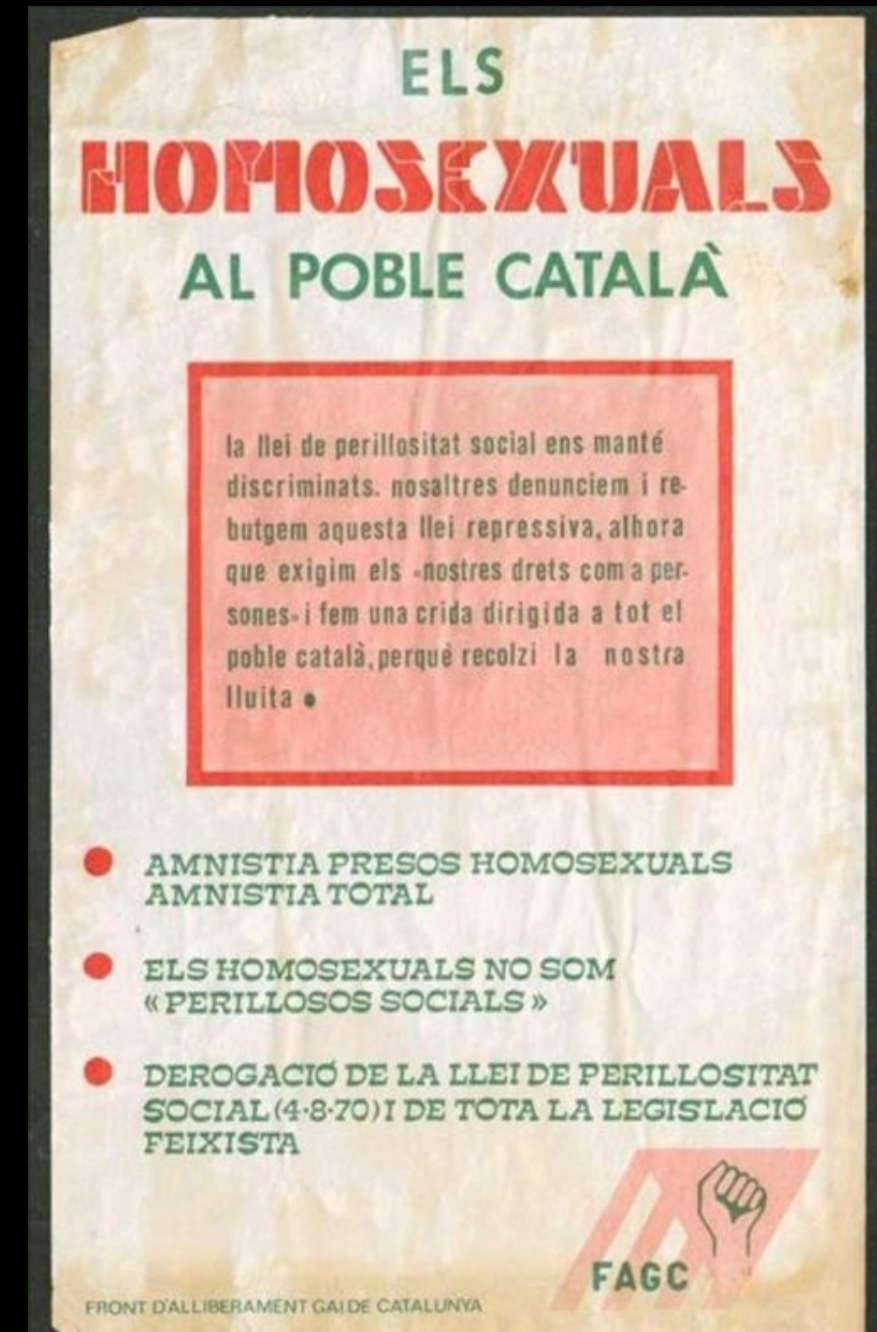 ELS
HOMOSEXUALS
AL POBLE CATALÀ
la llei de perillositat social ens manté
discriminats. nosaltres denunciem i re-
butgem aquesta llei repressiva, alhora
que exigim els «nostres drets com a per-
sones» i fem una crida dirigida a tot el
poble català, perquè recolzi la nostra
lluita •
• AMNISTIA PRESOS HOMOSEXUALS
AMNISTIA TOTAL
• ELS HOMOSEXUALS NO SOM
« PERILLOSOS SOCIALS »
• DEROGACIÓ DE LA LLEI DE PERILLOSITAT
SOCIAL (4·8·70) I DE TOTA LA LEGISLACIÓ
FEIXISTA
FAGC
FRONT D'ALLIBERAMENT GAI DE CATALUNYA